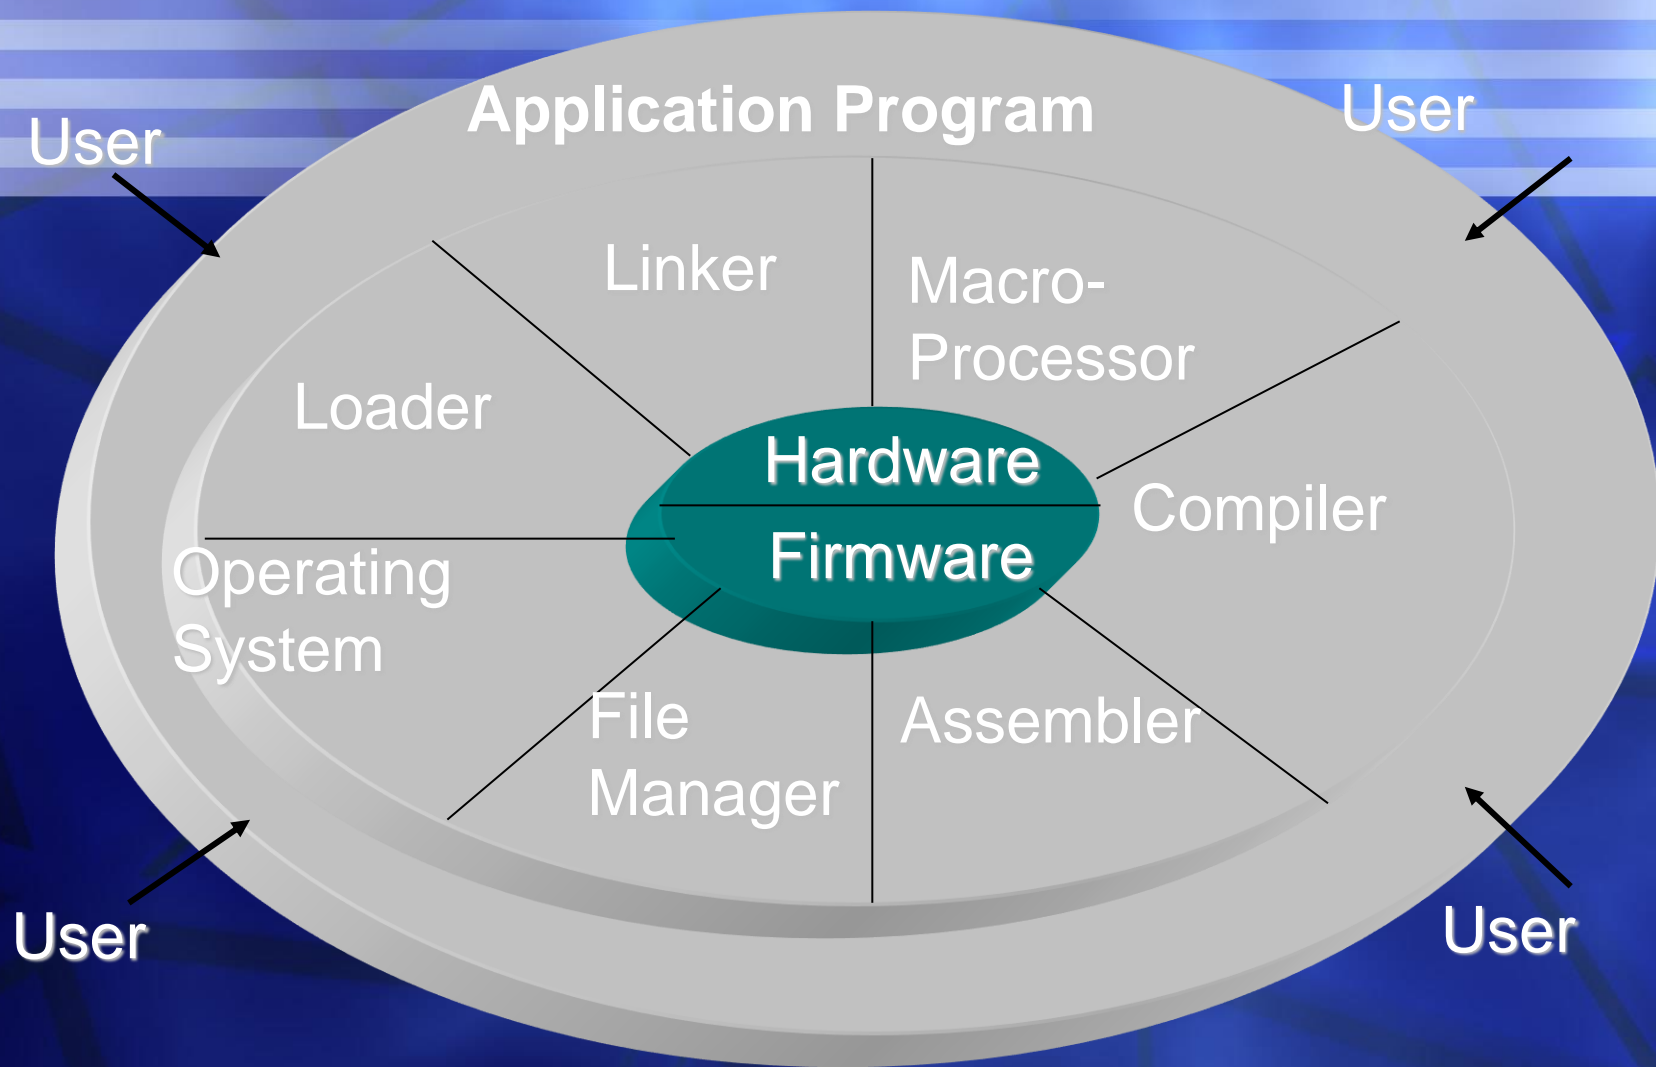 Application Program
User
User
Linker
Macro-
Processor
Loader
Hardware
Compiler
Firmware
Operating
System
File
Manager
Assembler
User
User